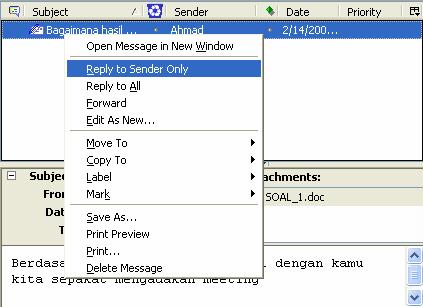 Subject Sender Date Priority
Bagaimana hasil ... Ahmad 2/14/200...
Open Message in New Window
Reply to Sender Only
Reply to All
Forward
Edit As New...
Move To
Copy To
Label
Mark
Save As...
Print Preview
Print...
Delete Message
Subj
achments:
From
SOAL_1.doc
Dat
T
Berdasa dengan kamu
kita sepakat mengadakan meeting